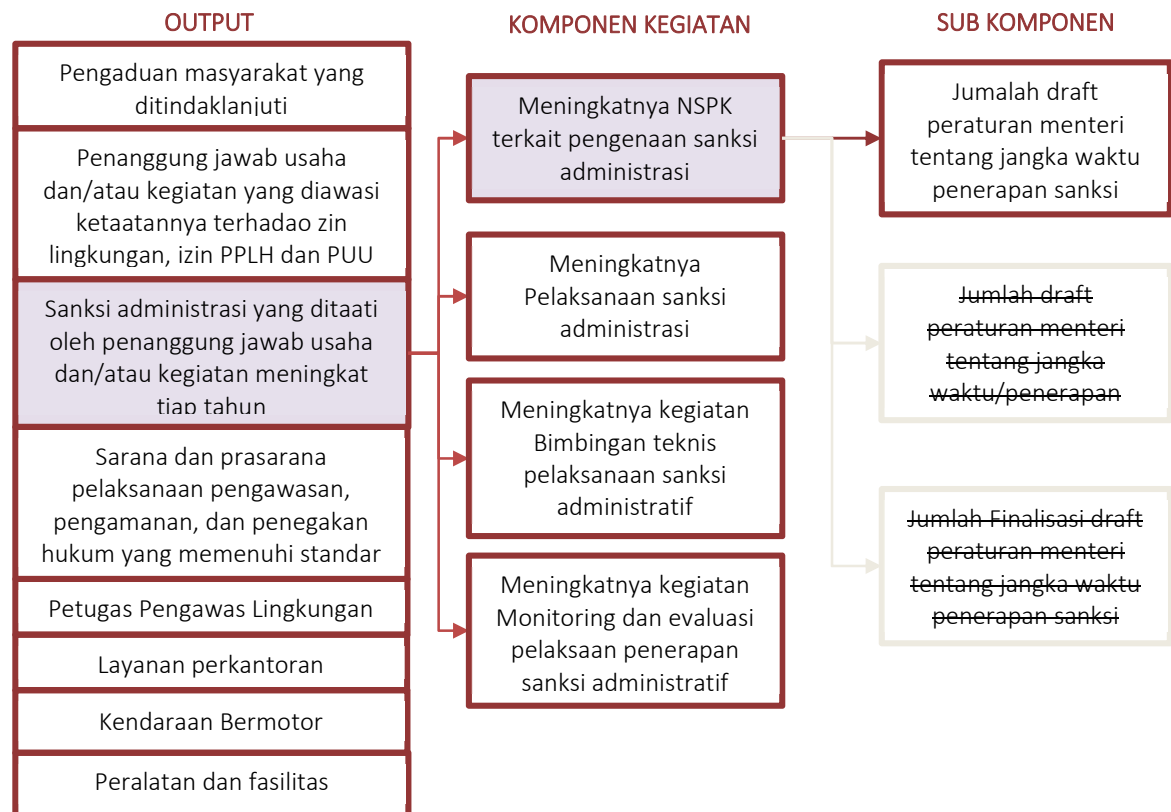 OUTPUT
Pengaduan masyarakat yang
ditindaklanjuti
Penanggung jawab usaha
dan/atau kegiatan yang diawasi
ketaatannya terhadao zin
lingkungan, izin PPLH dan PUU
Sanksi administrasi yang ditaati
oleh penanggung jawab usaha
dan/atau kegiatan meningkat
tiap tahun
Sarana dan prasarana
pelaksanaan pengawasan,
pengamanan, dan penegakan
hukum yang memenuhi standar
Petugas Pengawas Lingkungan
Layanan perkantoran
Kendaraan Bermotor
Peralatan dan fasilitas
KOMPONEN KEGIATAN
Meningkatnya NSPK
terkait pengenaan sanksi
administrasi
Meningkatnya
Pelaksanaan sanksi
administrasi
Meningkatnya kegiatan
Bimbingan teknis
pelaksanaan sanksi
administratif
Meningkatnya kegiatan
Monitoring dan evaluasi
pelaksaan penerapan
sanksi administratif
SUB KOMPONEN
Jumalah draft
peraturan menteri
tentang jangka waktu
penerapan sanksi
Jumlah draft
peraturan menteri
tentang jangka
waktu/penerapan
Jumlah Finalisasi draft
peraturan menteri
tentang jangka waktu
penerapan sanksi